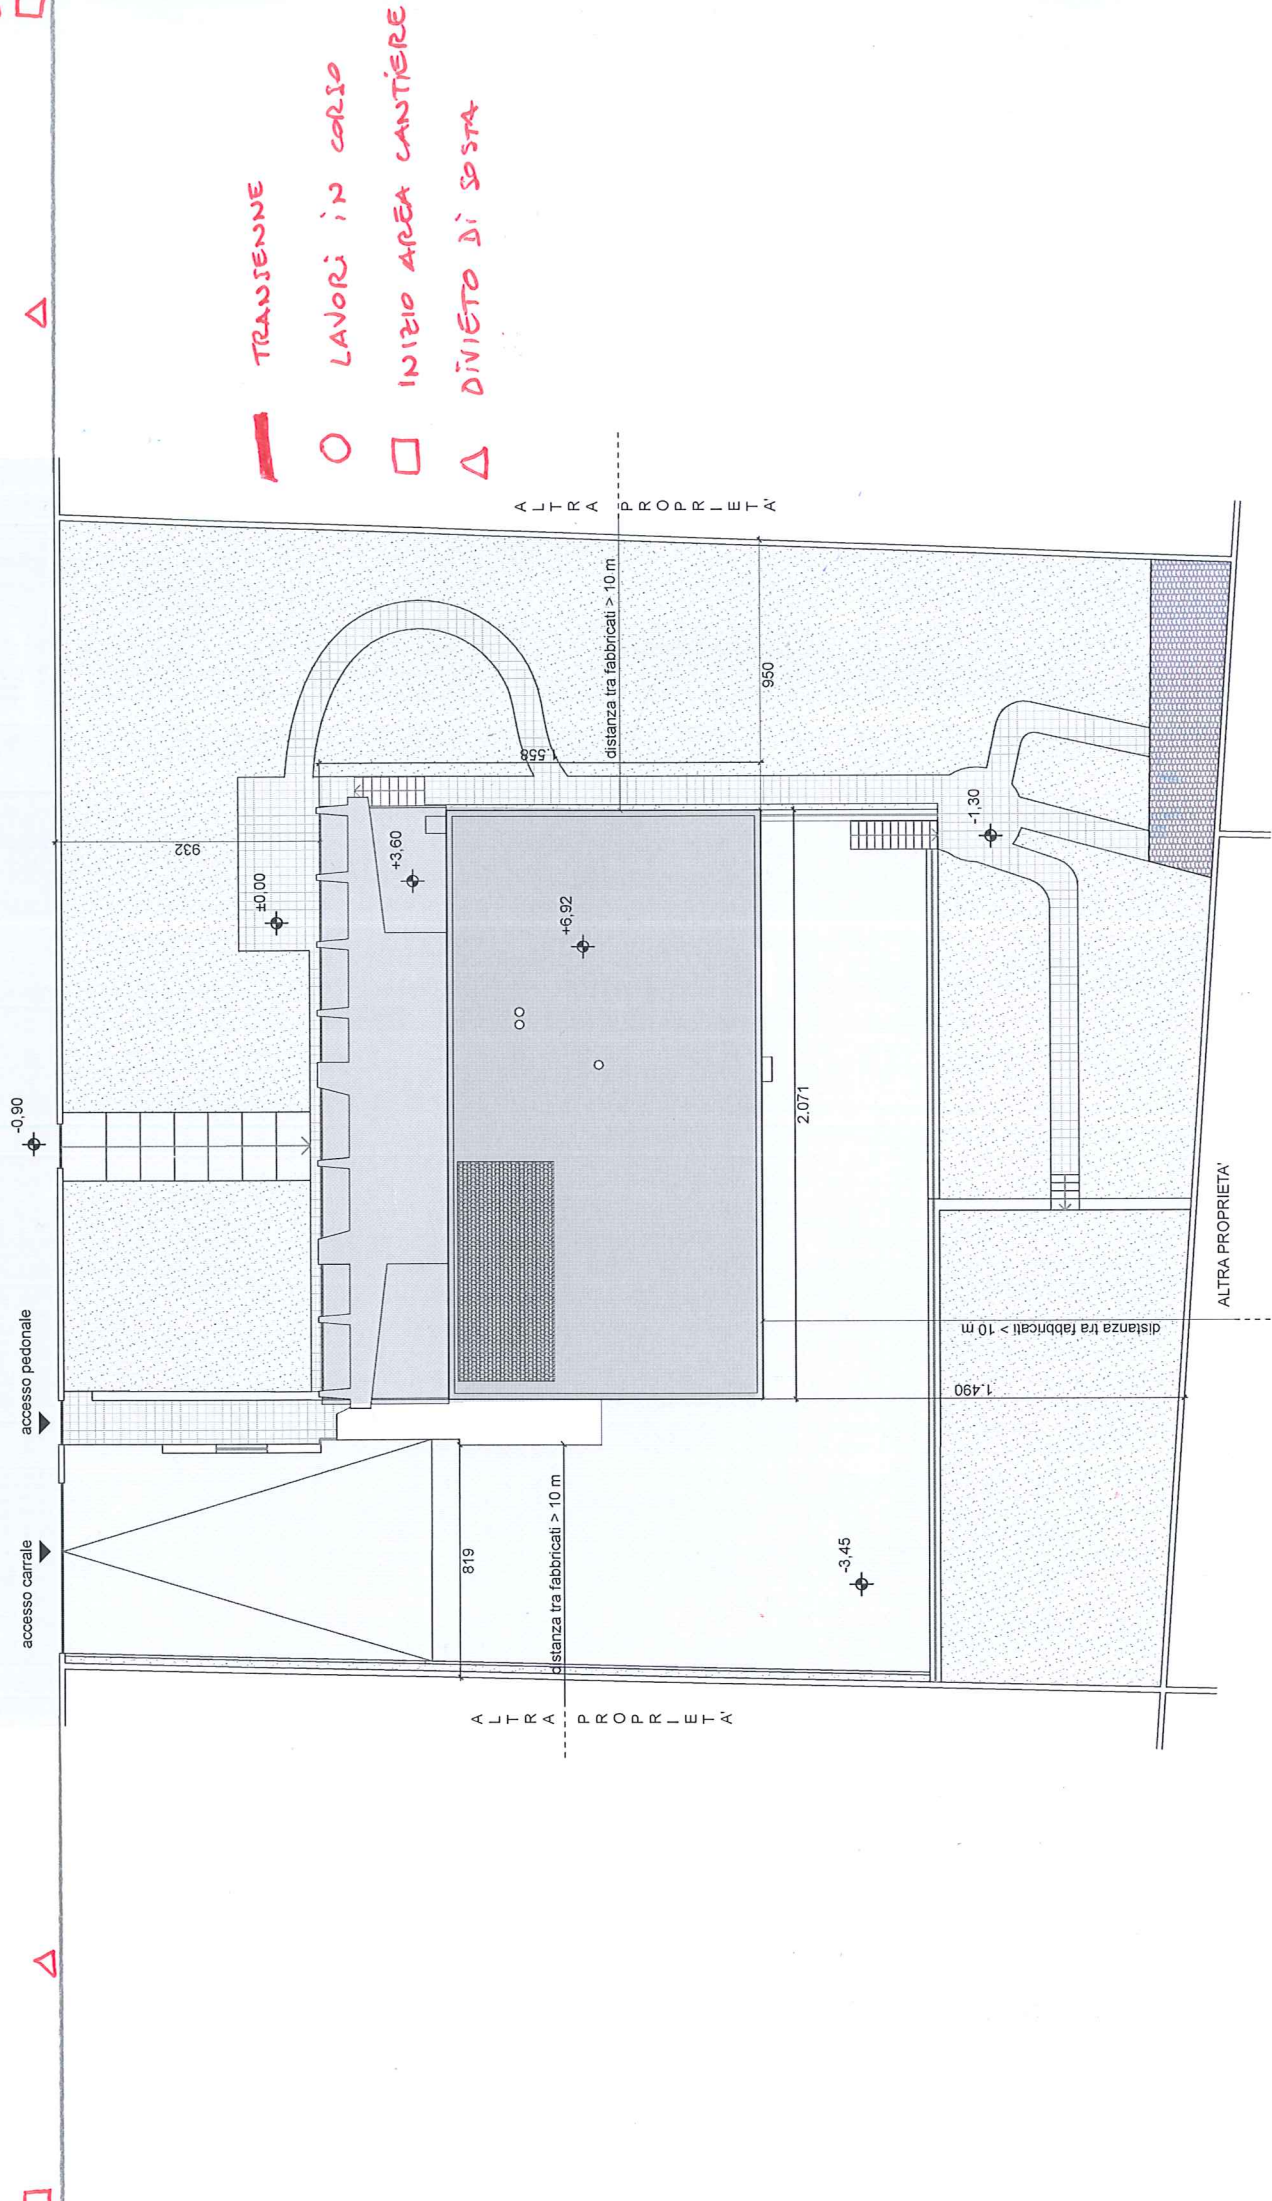 TRANSENNE
LAVORI IN CORSO
INIZIO AREA CANTIERE
DIVIETO DI SOSTA
accesso carrale
accesso pedonale
-0,90
932
±0,00
+3,60
1.558
+6,92
distanza tra fabbricati > 10 m
950
ALTRA PROPRIETA'
819
distanza tra fabbricati > 10 m
ALTRA PROPRIETA'
2.071
-3,45
-1,30
1.490
distanza tra fabbricati > 10 m
ALTRA PROPRIETA'